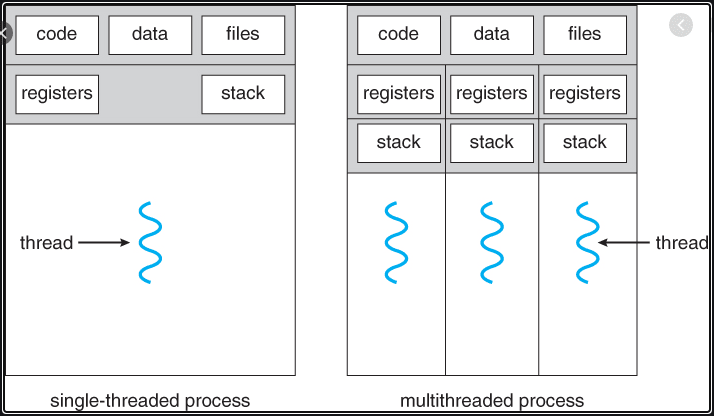 code data files code data files
registers stack registers registers registers
stack stack stack
thread thread
single-threaded process multithreaded process